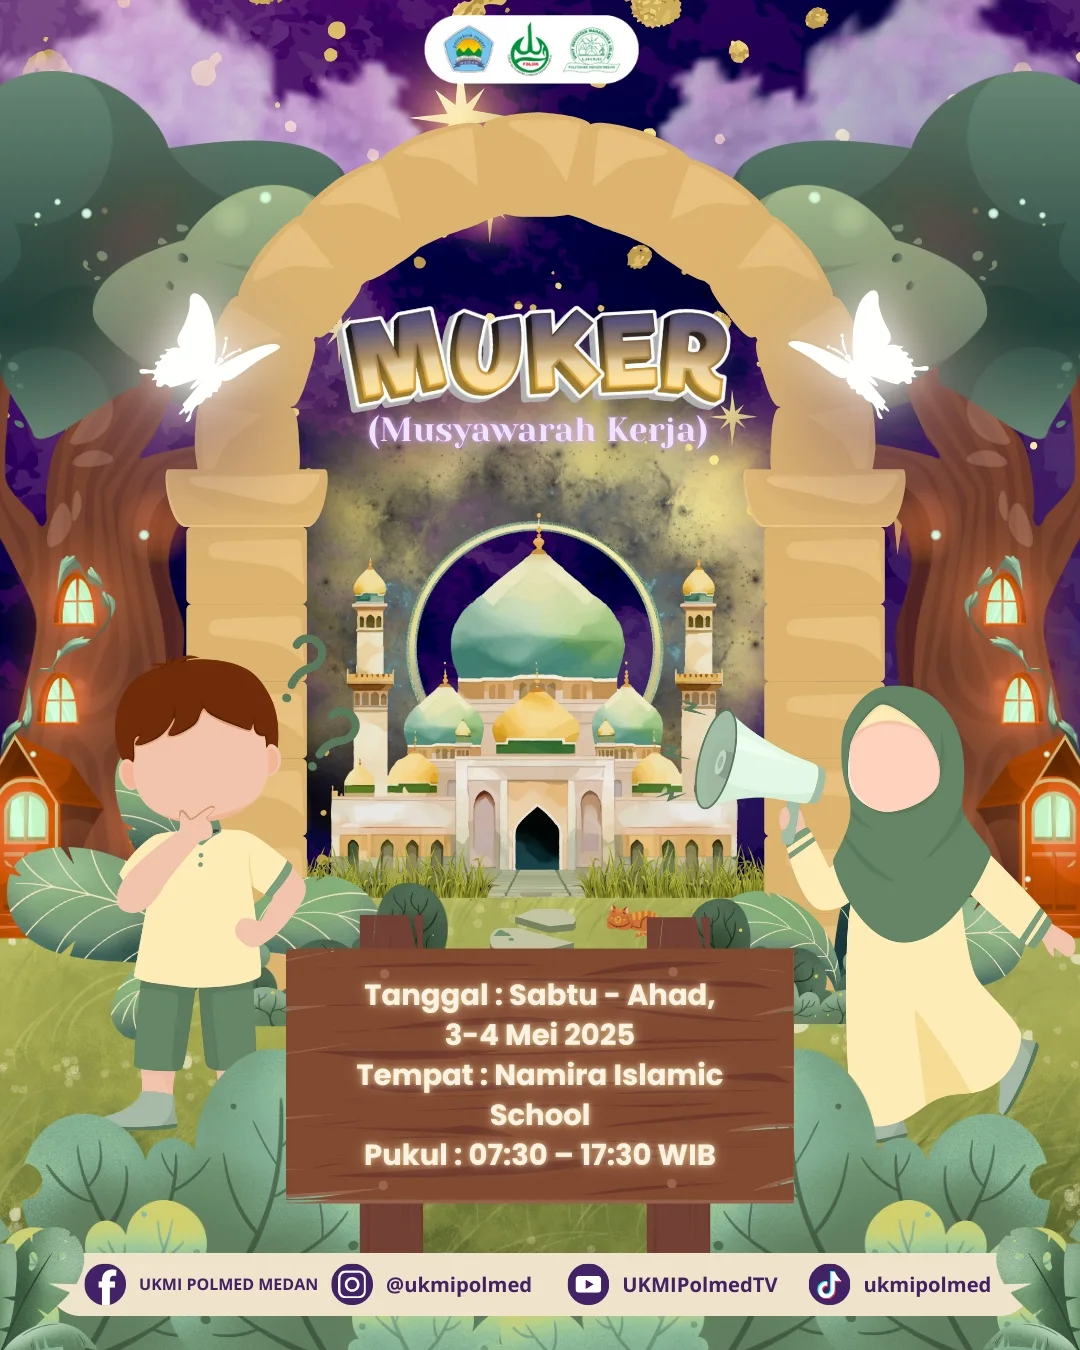 MUKER
(Musyawarah Kerja)
Tanggal : Sabtu - Ahad,
3-4 Mei 2025
Tempat : Namira Islamic
School
Pukul : 07:30 – 17:30 WIB
UKMI POLMED MEDAN
@ukmipolmed
UKMIPolmedTV
ukmipolmed